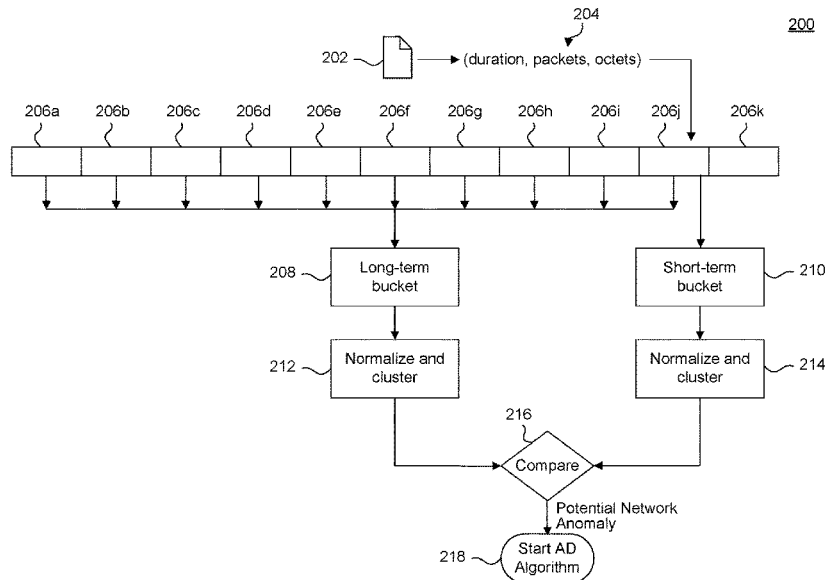 200
204
202
(duration, packets, octets)
206a 206b 206c 206d 206e 206f 206g 206h 206i 206j 206k
208
Long-term
bucket
Short-term
bucket
210
212
Normalize and
cluster
Normalize and
cluster
214
216
Compare
Potential Network
Anomaly
218
Start AD
Algorithm